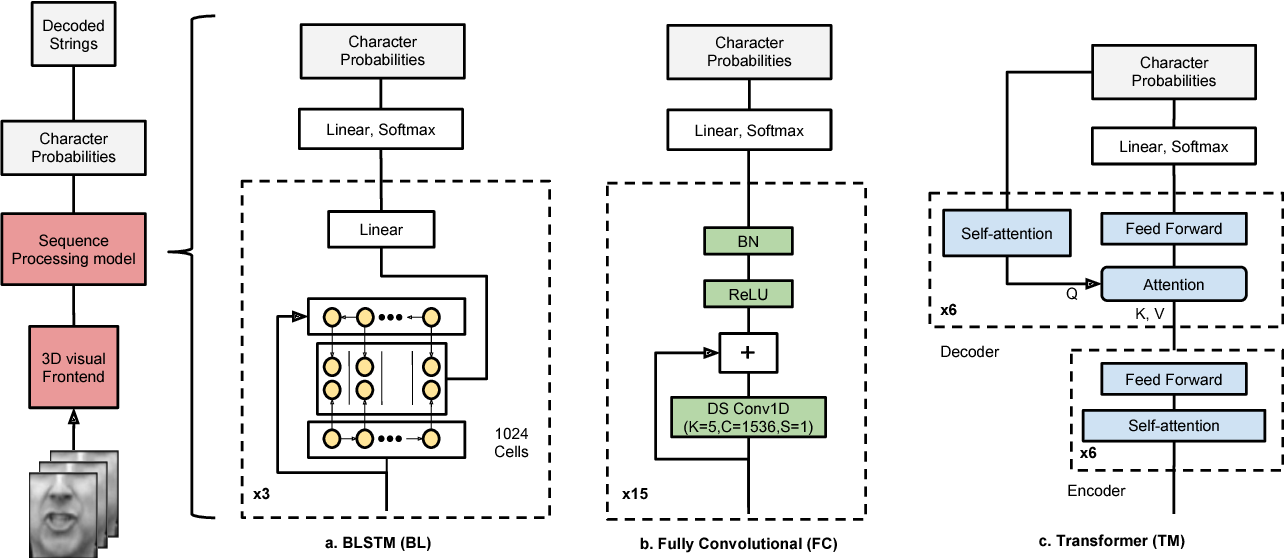 Decoded
Strings
Character
Probabilities
Sequence
Processing model
3D visual
Frontend
Character
Probabilities
Linear, Softmax
Linear
1024
Cells
x3
a. BLSTM (BL)
Character
Probabilities
Linear, Softmax
BN
ReLU
+
DS Conv1D
(K=5,C=1536,S=1)
x15
b. Fully Convolutional (FC)
Character
Probabilities
Linear, Softmax
Self-attention
Feed Forward
Attention
Q
K, V
x6
Decoder
Feed Forward
Self-attention
x6
Encoder
c. Transformer (TM)